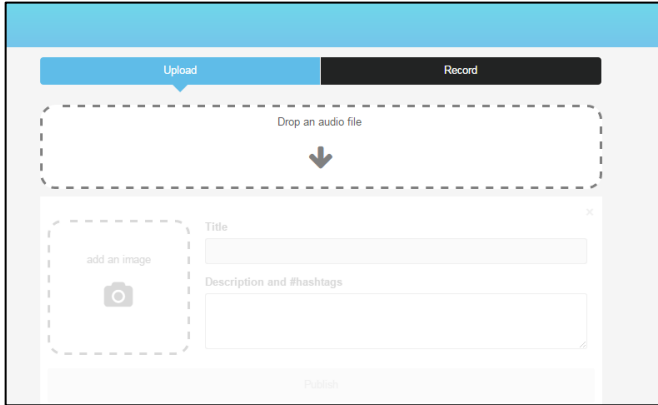 Upload
Record
Drop an audio file
Title
add an image
Description and #hashtags
Publish